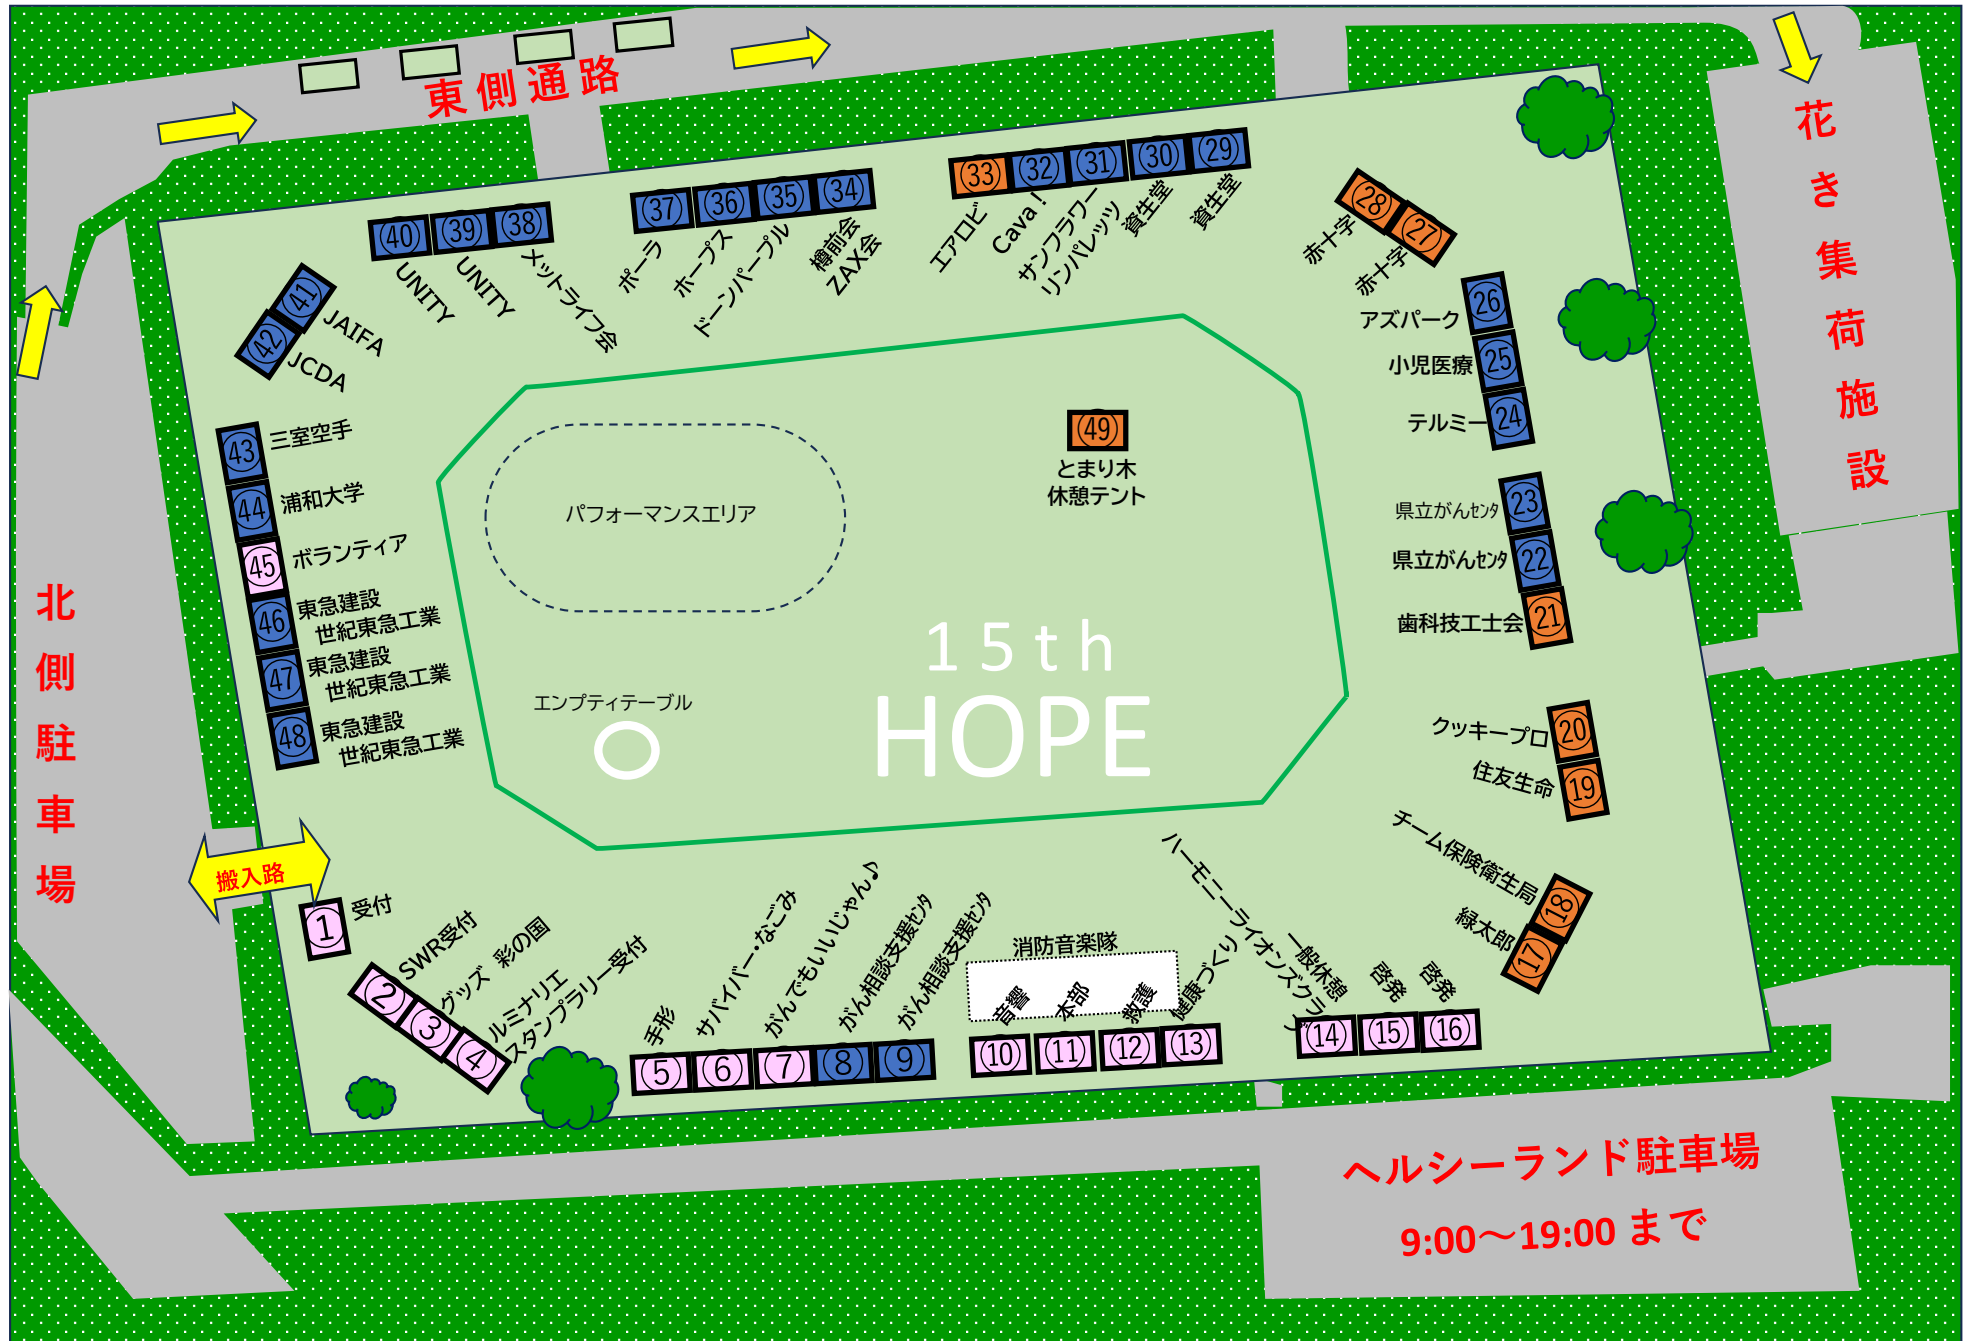 東側通路
花き集荷施設
北側駐車場
搬入路
ヘルシーランド駐車場
9:00～19:00 まで
㊵
UNITY
㊴
UNITY
㊳
メットライフ会
㊲
ポーラ
㊱
ホープス
㉟
ドーンパープル
㉞
樽前会
ZAX会
㉝
エアロビ
㉜
Cava！
㉛
サンフラワー
リンパレッツ
㉚
資生堂
㉙
資生堂
㉘
赤十字
㉗
赤十字
㉖
アズパーク
㉕
小児医療
㉔
テルミー
㉓
県立がんｾﾝﾀ
㉒
県立がんｾﾝﾀ
㉑
歯科技工士会
⑳
クッキープロ
⑲
住友生命
⑱
チーム保険衛生局
⑰
緑太郎
㊶
JAIFA
㊷
JCDA
㊸
三室空手
㊹
浦和大学
㊺
ボランティア
㊻
東急建設
世紀東急工業
㊼
東急建設
世紀東急工業
㊽
東急建設
世紀東急工業
㊾
とまり木
休憩テント
パフォーマンスエリア
エンプティテーブル
15th
HOPE
①
受付
②
SWR受付
③
グッズ　彩の国
④
ルミナリエ
スタンプラリー受付
⑤
手形
⑥
サバイバー・なごみ
⑦
がんでもいいじゃん♪
⑧
がん相談支援ｾﾝﾀ
⑨
がん相談支援ｾﾝﾀ
消防音楽隊
⑩
音響
⑪
本部
⑫
救護
⑬
健康づくり
ハーモニーライオンズクラブ
⑭
一般休憩
⑮
啓発
⑯
啓発